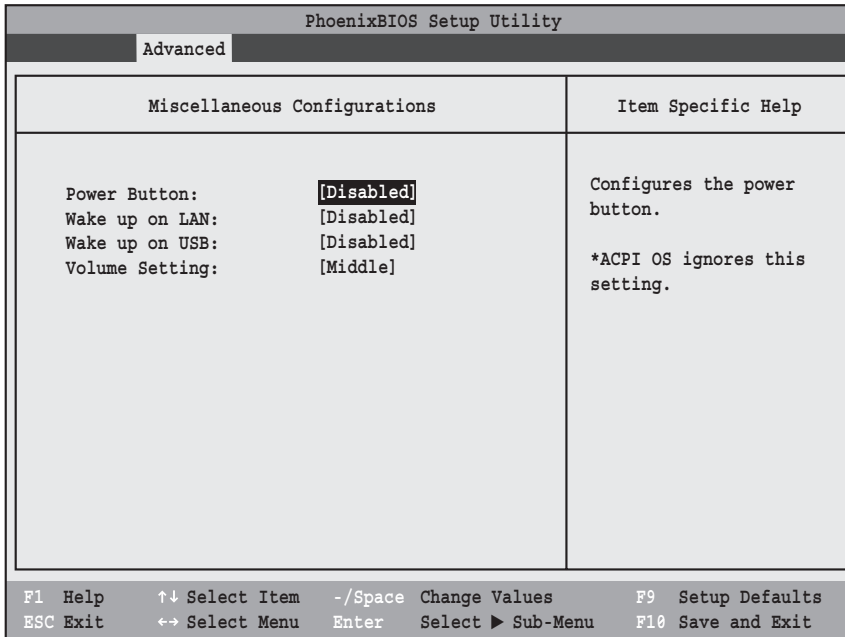 PhoenixBIOS Setup Utility
Advanced
Miscellaneous Configurations
Item Specific Help
Power Button: [Disabled]
Wake up on LAN: [Disabled]
Wake up on USB: [Disabled]
Volume Setting: [Middle]
Configures the power
button.
*ACPI OS ignores this
setting.
F1 Help ↑↓ Select Item -/Space Change Values F9 Setup Defaults
ESC Exit ←→ Select Menu Enter Select ▶ Sub-Menu F10 Save and Exit